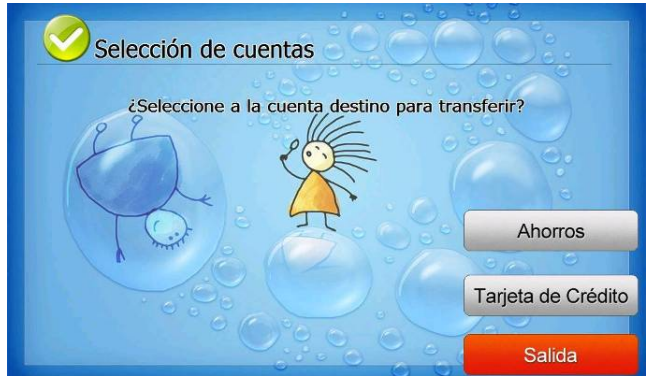 Selección de cuentas
¿Seleccione a la cuenta destino para transferir?
Ahorros
Tarjeta de Crédito
Salida